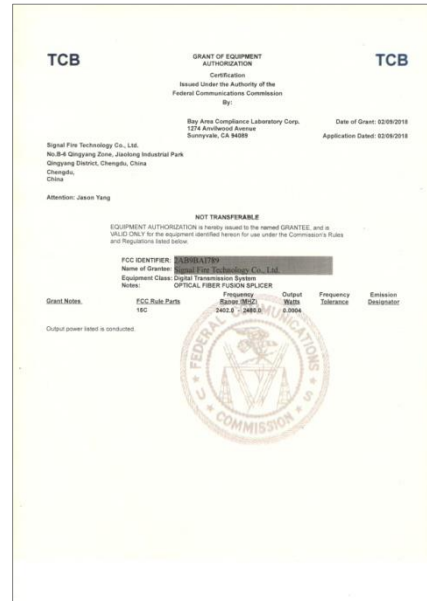 TCB
GRANT OF EQUIPMENT
AUTHORIZATION
TCB
Certification
Issued Under the Authority of the
Federal Communications Commission
By:
Bay Area Compliance Laboratory Corp.
1274 Anvilwood Avenue
Sunnyvale, CA 94089
Date of Grant: 02/09/2018
Application Dated: 02/09/2018
Signal Fire Technology Co., Ltd.
No.B-6 Qingyang Zone, Jiaolong Industrial Park
Qingyang District, Chengdu, China
Chengdu,
China
Attention: Jason Yang
NOT TRANSFERABLE
EQUIPMENT AUTHORIZATION is hereby issued to the named GRANTEE, and is
VALID ONLY for the equipment identified hereon for use under the Commission's Rules
and Regulations listed below.
FCC IDENTIFIER: 2AB9BAI789
Name of Grantee: Signal Fire Technology Co., Ltd.
Equipment Class: Digital Transmission System
Notes: OPTICAL FIBER FUSION SPLICER
Grant Notes FCC Rule Parts Frequency Range (MHZ) Output Watts Frequency Tolerance Emission Designator
15C 2402.0 - 2480.0 0.0004
Output power listed is conducted.
FEDERAL COMMUNICATIONS COMMISSION
U S A